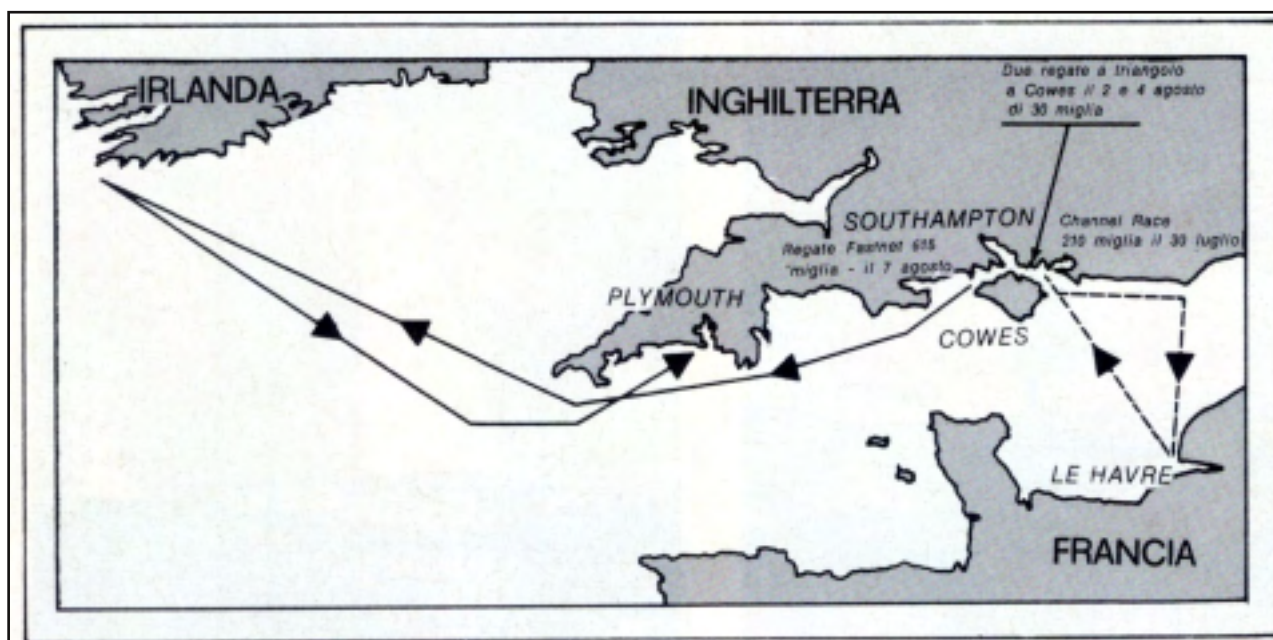 IRLANDA
INGHILTERRA
Due regate a triangolo
a Cowes il 2 e 4 agosto
di 30 miglia
SOUTHAMPTON
Channel Race
210 miglia il 30 luglio
Regate Fastnet 615
miglia - il 7 agosto
PLYMOUTH
COWES
LE HAVRE
FRANCIA